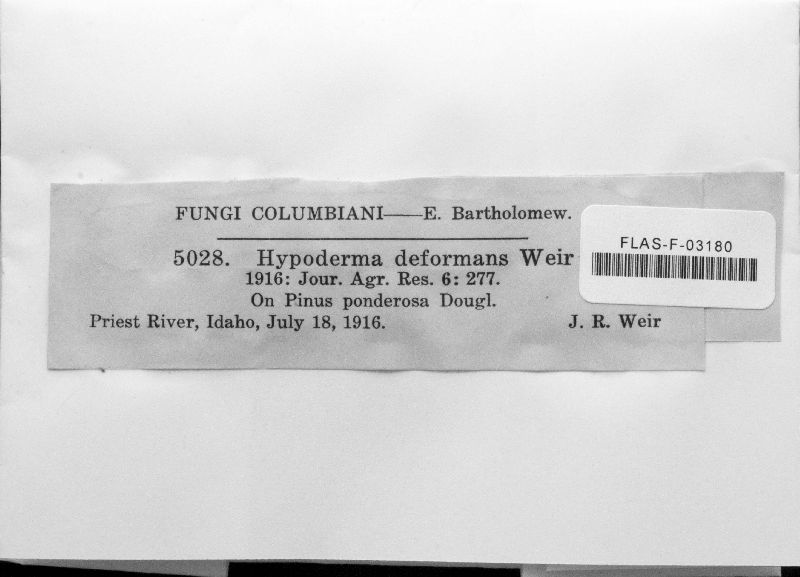 FUNGI COLUMBIANI——E. Bartholomew.
5028. Hypoderma deformans Weir
1916: Jour. Agr. Res. 6: 277.
On Pinus ponderosa Dougl.
Priest River, Idaho, July 18, 1916. J. R. Weir
FLAS-F-03180